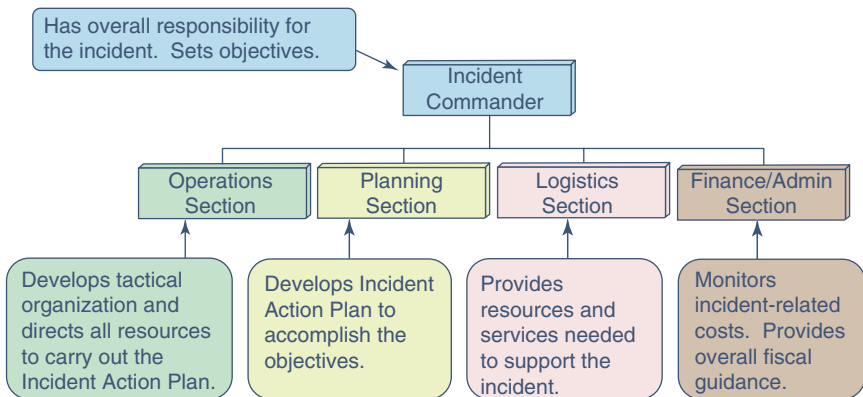 Has overall responsibility for
the incident.  Sets objectives.
Incident
Commander
Operations
Section
Planning
Section
Logistics
Section
Finance/Admin
Section
Develops tactical
organization and
directs all resources
to carry out the
Incident Action Plan.
Develops Incident
Action Plan to
accomplish the
objectives.
Provides
resources and
services needed
to support the
incident.
Monitors
incident-related
costs.  Provides
overall fiscal
guidance.